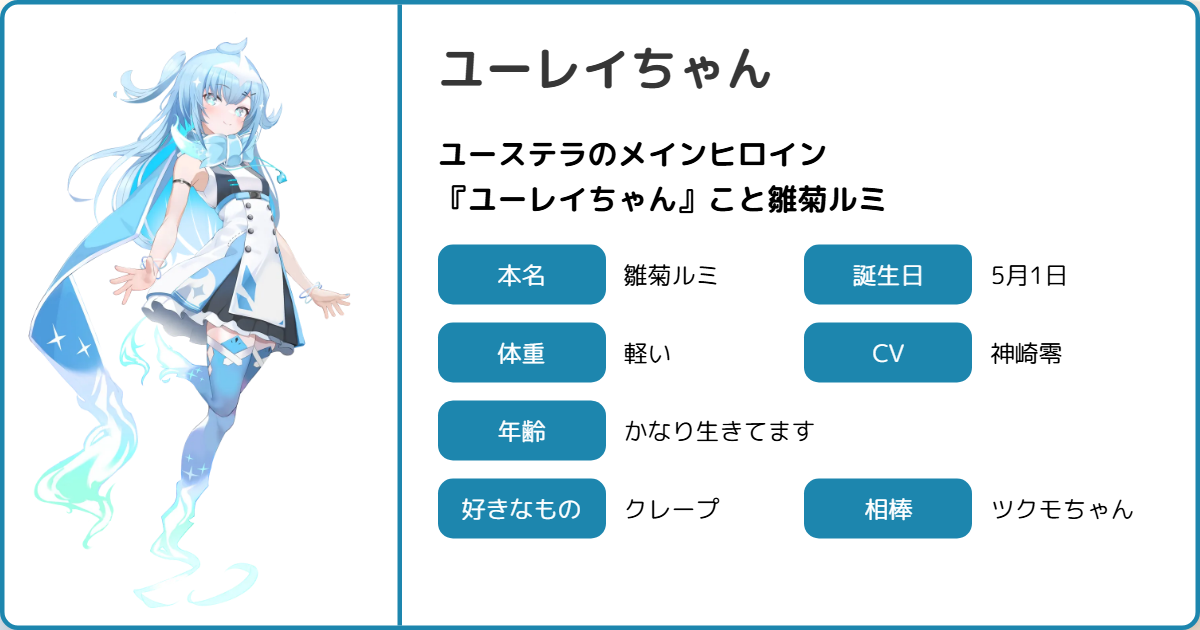 ユーレイちゃん
ユーステラのメインヒロイン
『ユーレイちゃん』こと雛菊ルミ
本名 雛菊ルミ 誕生日 5月1日
体重 軽い CV 神崎零
年齢 かなり生きてます
好きなもの クレープ 相棒 ツクモちゃん